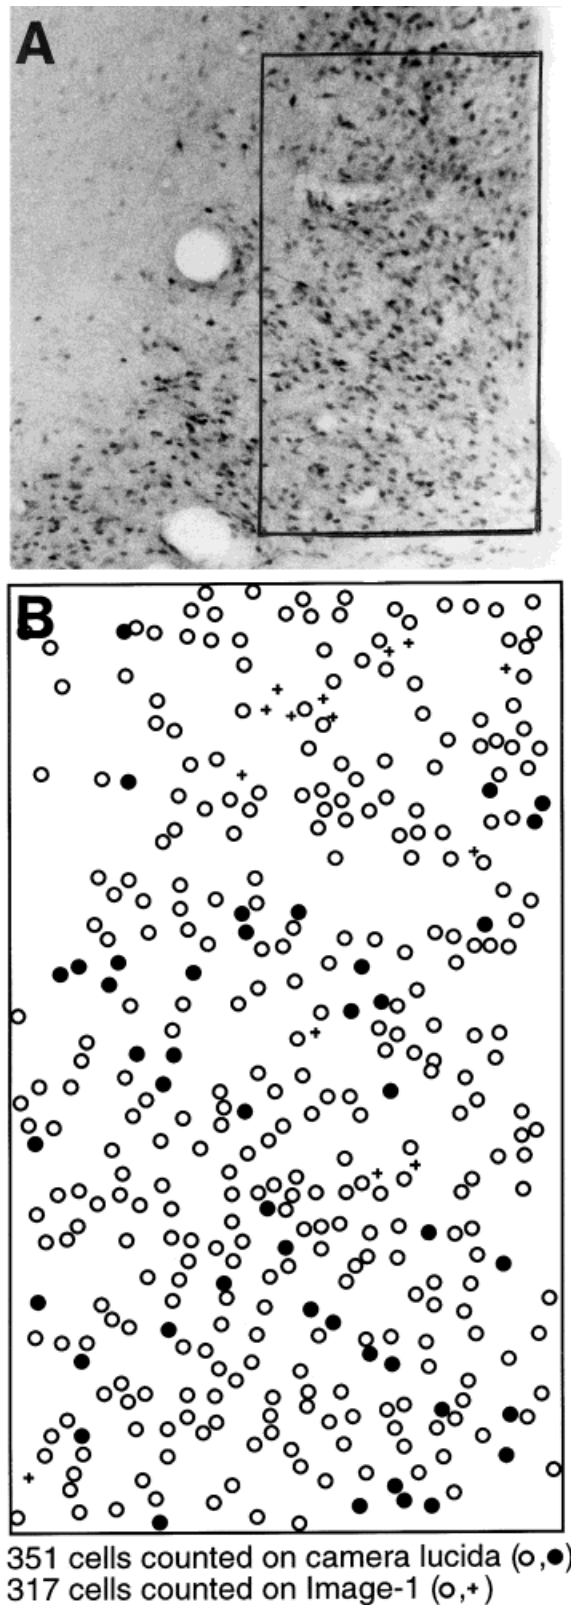 A
B
351 cells counted on camera lucida (o,●)
317 cells counted on Image-1 (o,+)